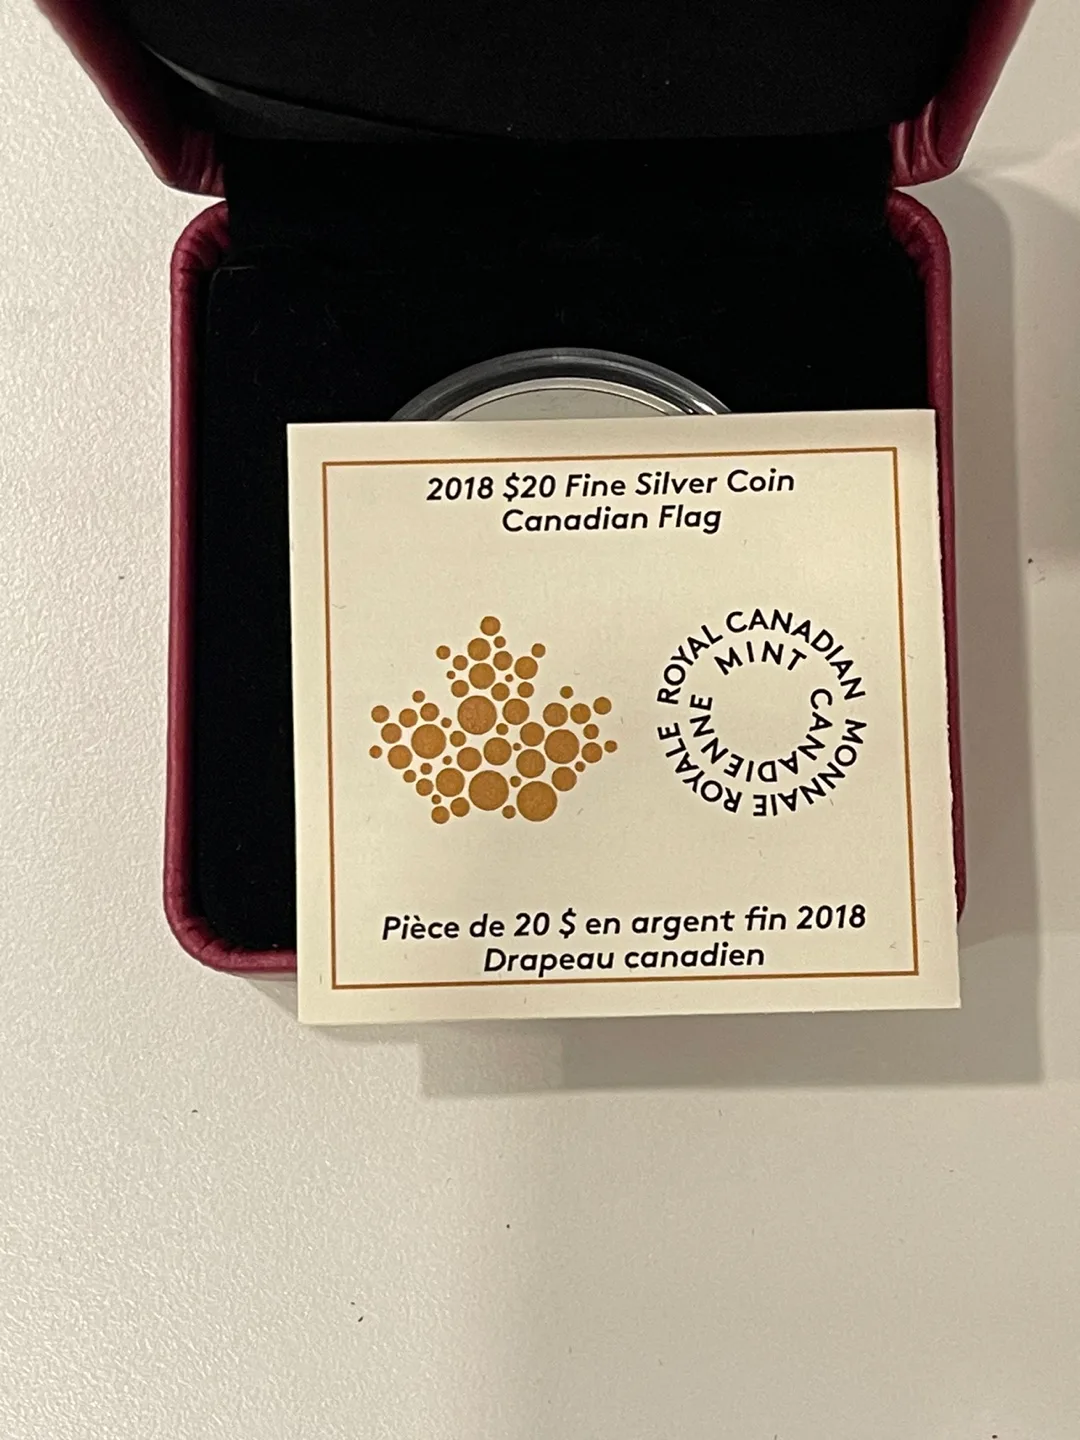 2018 $20 Fine Silver Coin
Canadian Flag
ROYAL CANADIAN
MINT
MONNAIE ROYALE
CANADIENNE
Pièce de 20 $ en argent fin 2018
Drapeau canadien